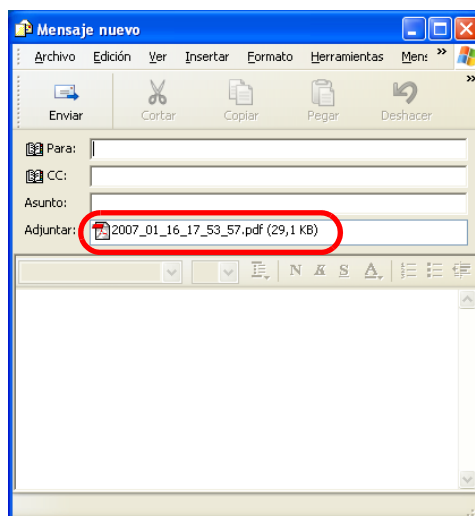 Mensaje nuevo
Archivo Edición Ver Insertar Formato Herramientas Mens »
Enviar Cortar Copiar Pegar Deshacer »
Para:
CC:
Asunto:
Adjuntar: 2007_01_16_17_53_57.pdf (29,1 KB)
N K S A